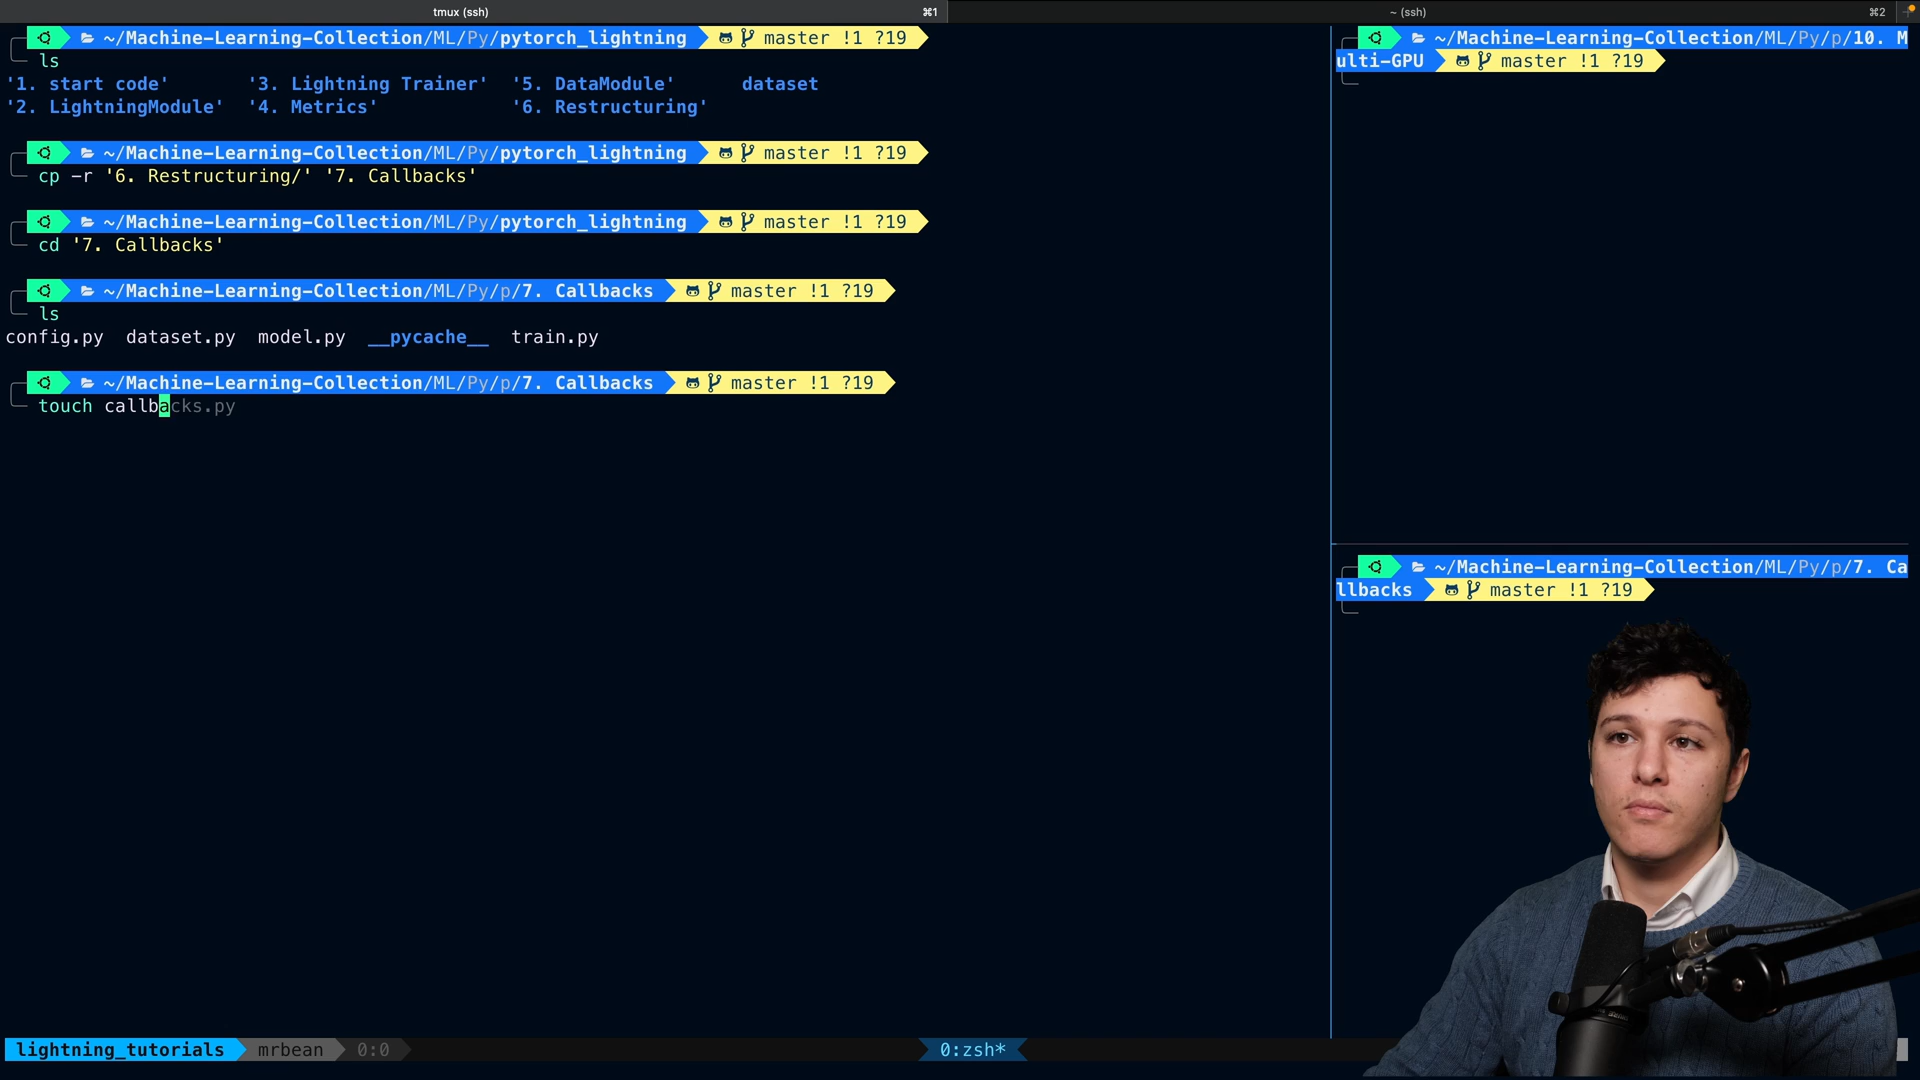 tmux (ssh) ⌘1
~ (ssh) ⌘2
~/Machine-Learning-Collection/ML/Py/pytorch_lightning master !1 ?19
ls
'1. start code' '3. Lightning Trainer' '5. DataModule' dataset
'2. LightningModule' '4. Metrics' '6. Restructuring'
~/Machine-Learning-Collection/ML/Py/pytorch_lightning master !1 ?19
cp -r '6. Restructuring/' '7. Callbacks'
~/Machine-Learning-Collection/ML/Py/pytorch_lightning master !1 ?19
cd '7. Callbacks'
~/Machine-Learning-Collection/ML/Py/p/7. Callbacks master !1 ?19
ls
config.py dataset.py model.py __pycache__ train.py
~/Machine-Learning-Collection/ML/Py/p/7. Callbacks master !1 ?19
touch callbacks.py
~/Machine-Learning-Collection/ML/Py/p/10. M
ulti-GPU master !1 ?19
~/Machine-Learning-Collection/ML/Py/p/7. Ca
llbacks master !1 ?19
lightning_tutorials mrbean 0:0 0:zsh*